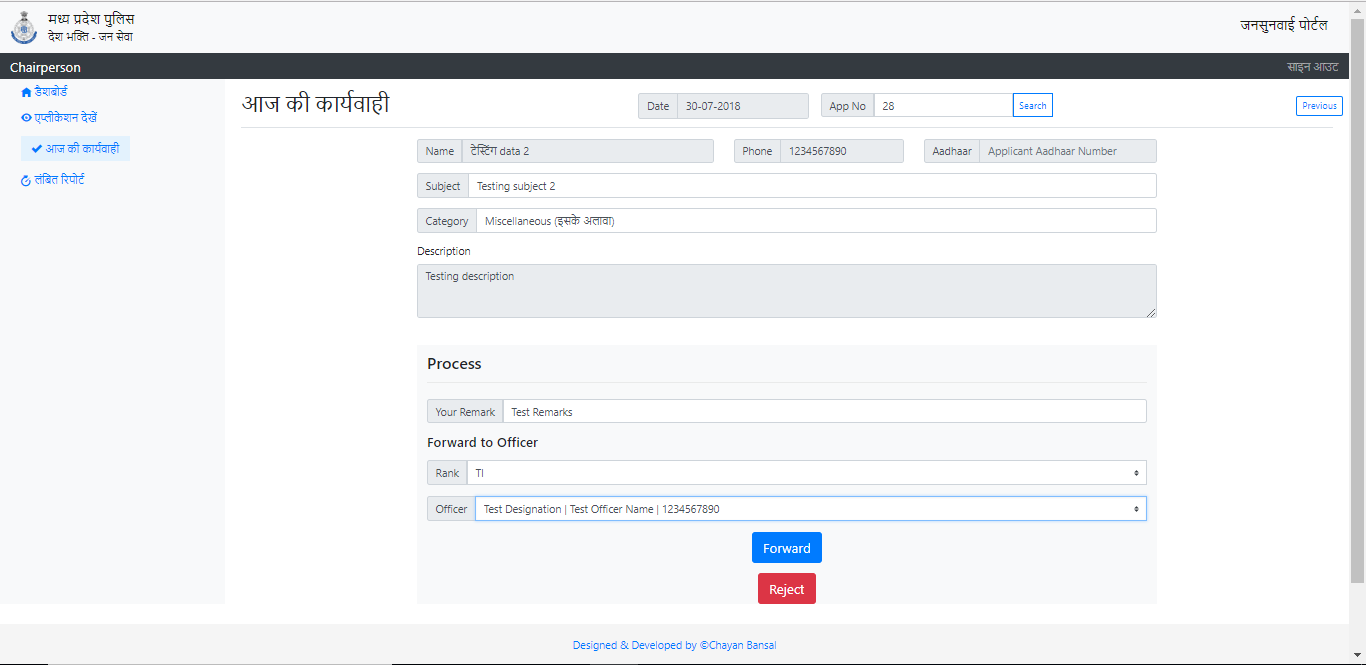 मध्य प्रदेश पुलिस
देश भक्ति - जन सेवा
जनसुनवाई पोर्टल
Chairperson
साइन आउट
डैशबोर्ड
एप्लीकेशन देखें
आज की कार्यवाही
लंबित रिपोर्ट
आज की कार्यवाही
Date 30-07-2018
App No 28 Search
Previous
Name टेस्टिंग data 2
Phone 1234567890
Aadhaar Applicant Aadhaar Number
Subject Testing subject 2
Category Miscellaneous (इसके अलावा)
Description
Testing description
Process
Your Remark Test Remarks
Forward to Officer
Rank TI
Officer Test Designation | Test Officer Name | 1234567890
Forward
Reject
Designed & Developed by ©Chayan Bansal